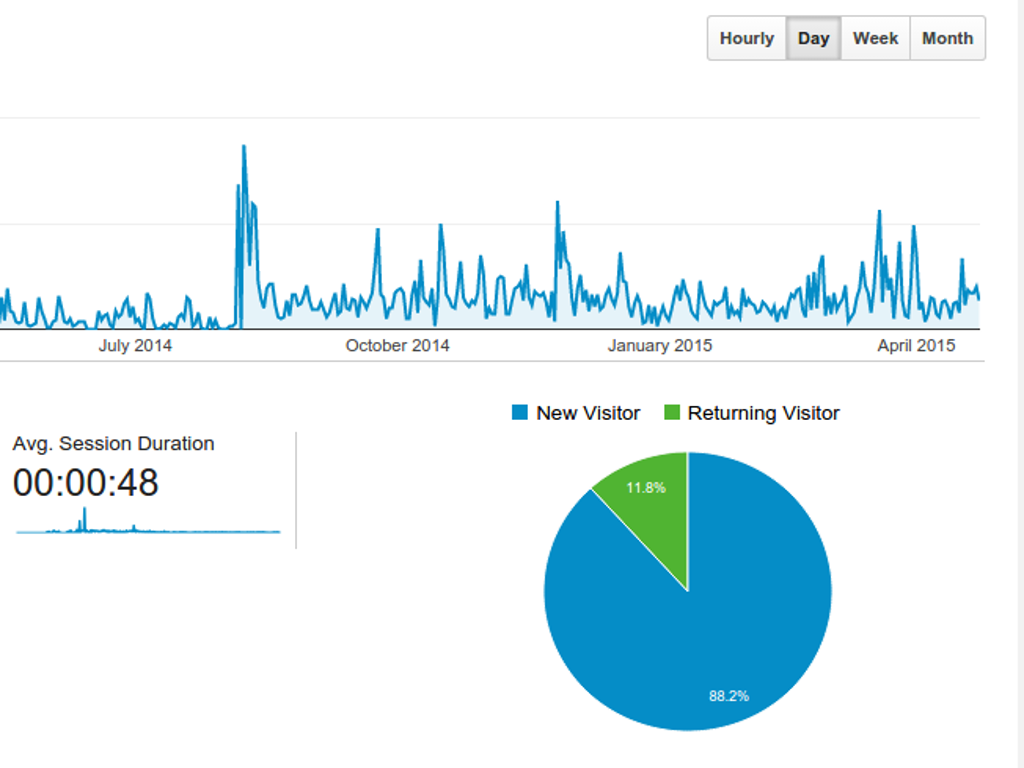 Hourly Day Week Month
July 2014 October 2014 January 2015 April 2015
New Visitor Returning Visitor
Avg. Session Duration
00:00:48
11.8%
88.2%